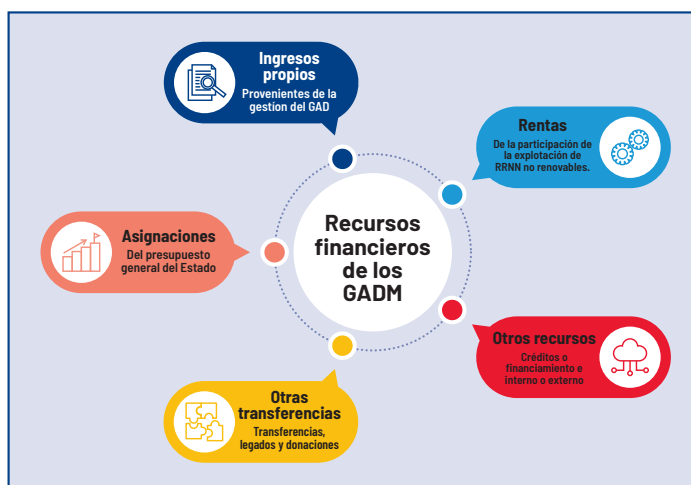 Ingresos
propios
Provenientes de la
gestíon del GAD
Rentas
De la participación de
la explotación de
RRNN no renovables.
Recursos
financieros
de los
GADM
Asignaciones
Del presupuesto
general del Estado
Otros recursos
Créditos o
financiamiento e
interno o externo
Otras
transferencias
Transferencias,
legados y donaciones